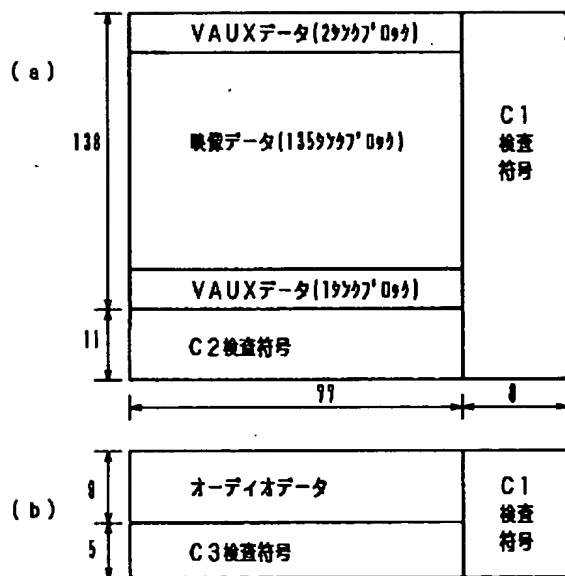 (a)
VAUXデータ(2ｼﾝｸﾌﾞﾛｯｸ)
138
映像データ(135ｼﾝｸﾌﾞﾛｯｸ)
C1
検査
符号
VAUXデータ(1ｼﾝｸﾌﾞﾛｯｸ)
11
C2検査符号
77
8
(b)
9
オーディオデータ
C1
検査
符号
5
C3検査符号